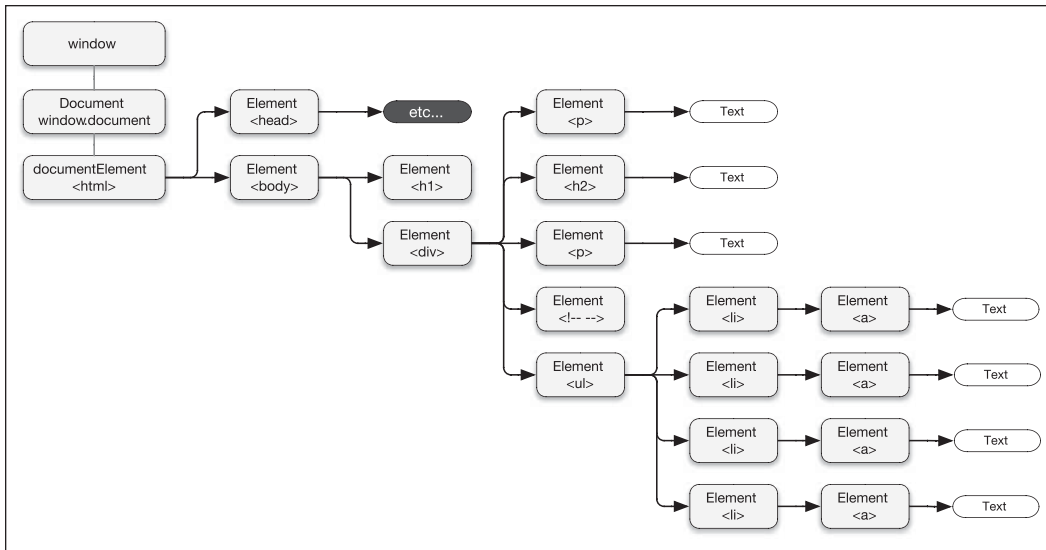 window
Document
window.document
documentElement
<html>
Element
<head>
etc...
Element
<body>
Element
<h1>
Element
<div>
Element
<p>
Text
Element
<h2>
Text
Element
<p>
Text
Element
<!-- -->
Element
<ul>
Element
<li>
Element
<a>
Text
Element
<li>
Element
<a>
Text
Element
<li>
Element
<a>
Text
Element
<li>
Element
<a>
Text